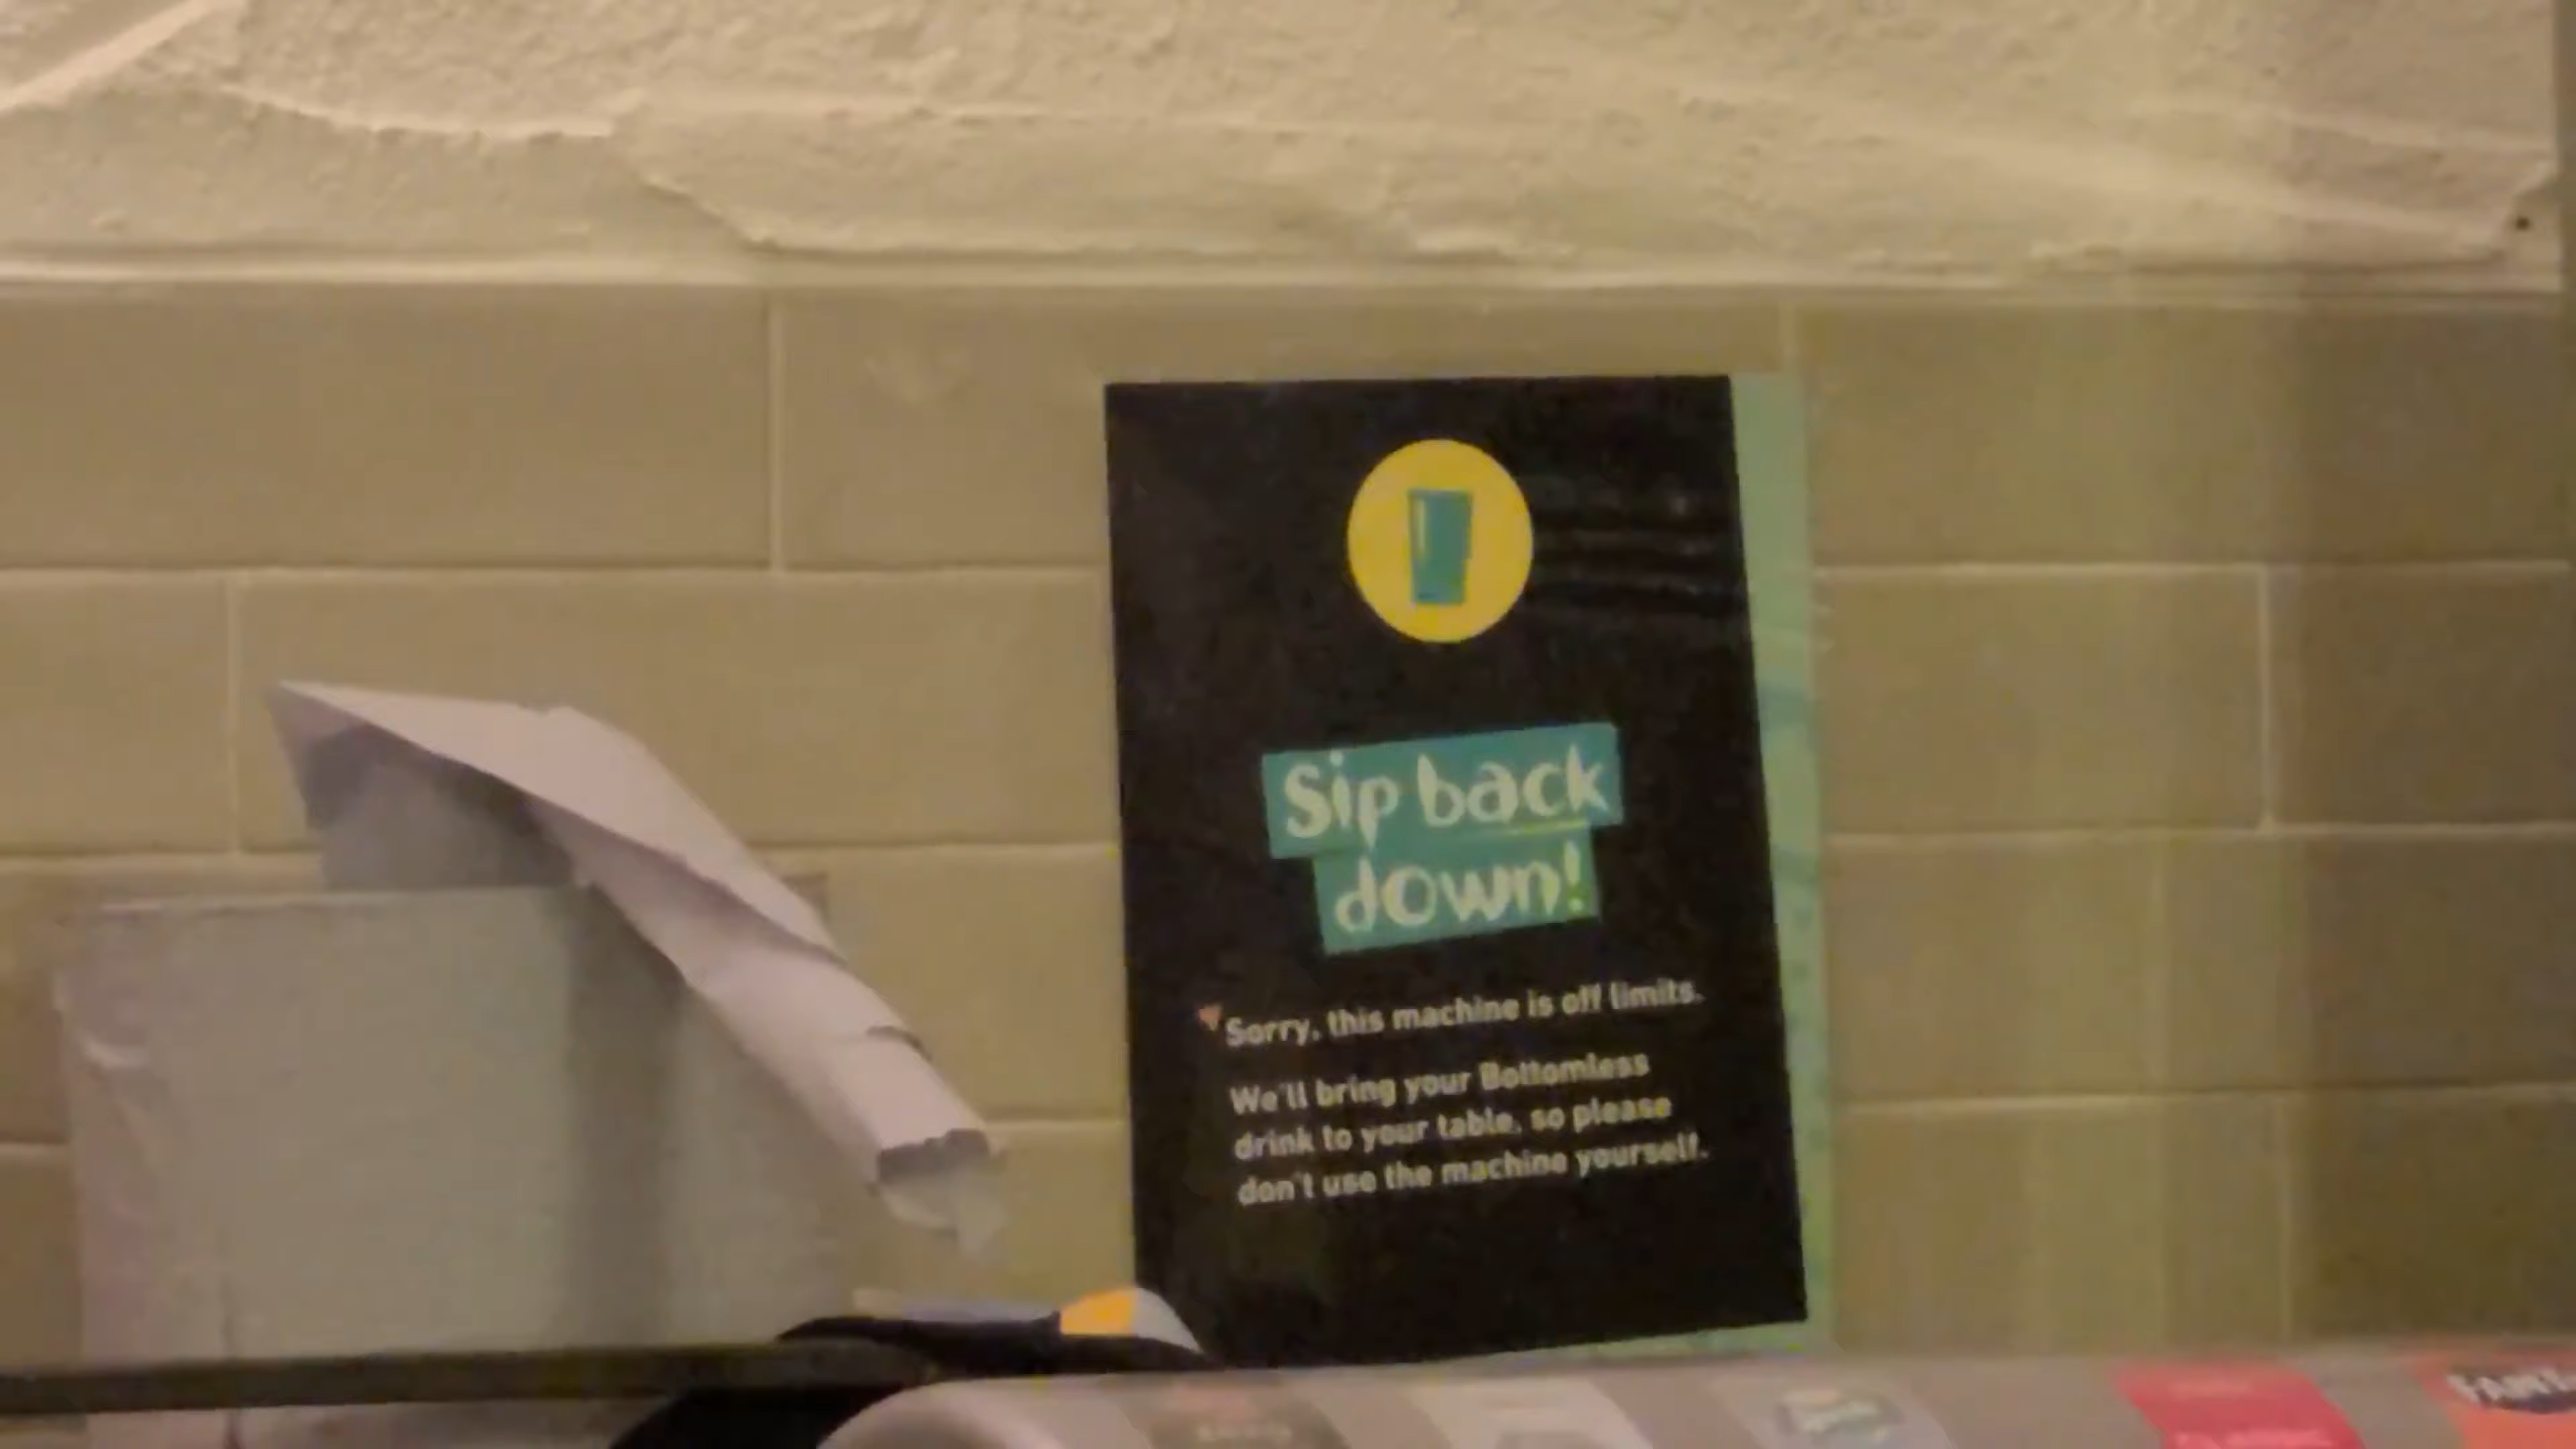 Sip back
down!
Sorry, this machine is off limits.
We'll bring your Bottomless
drink to your table, so please
don't use the machine yourself.